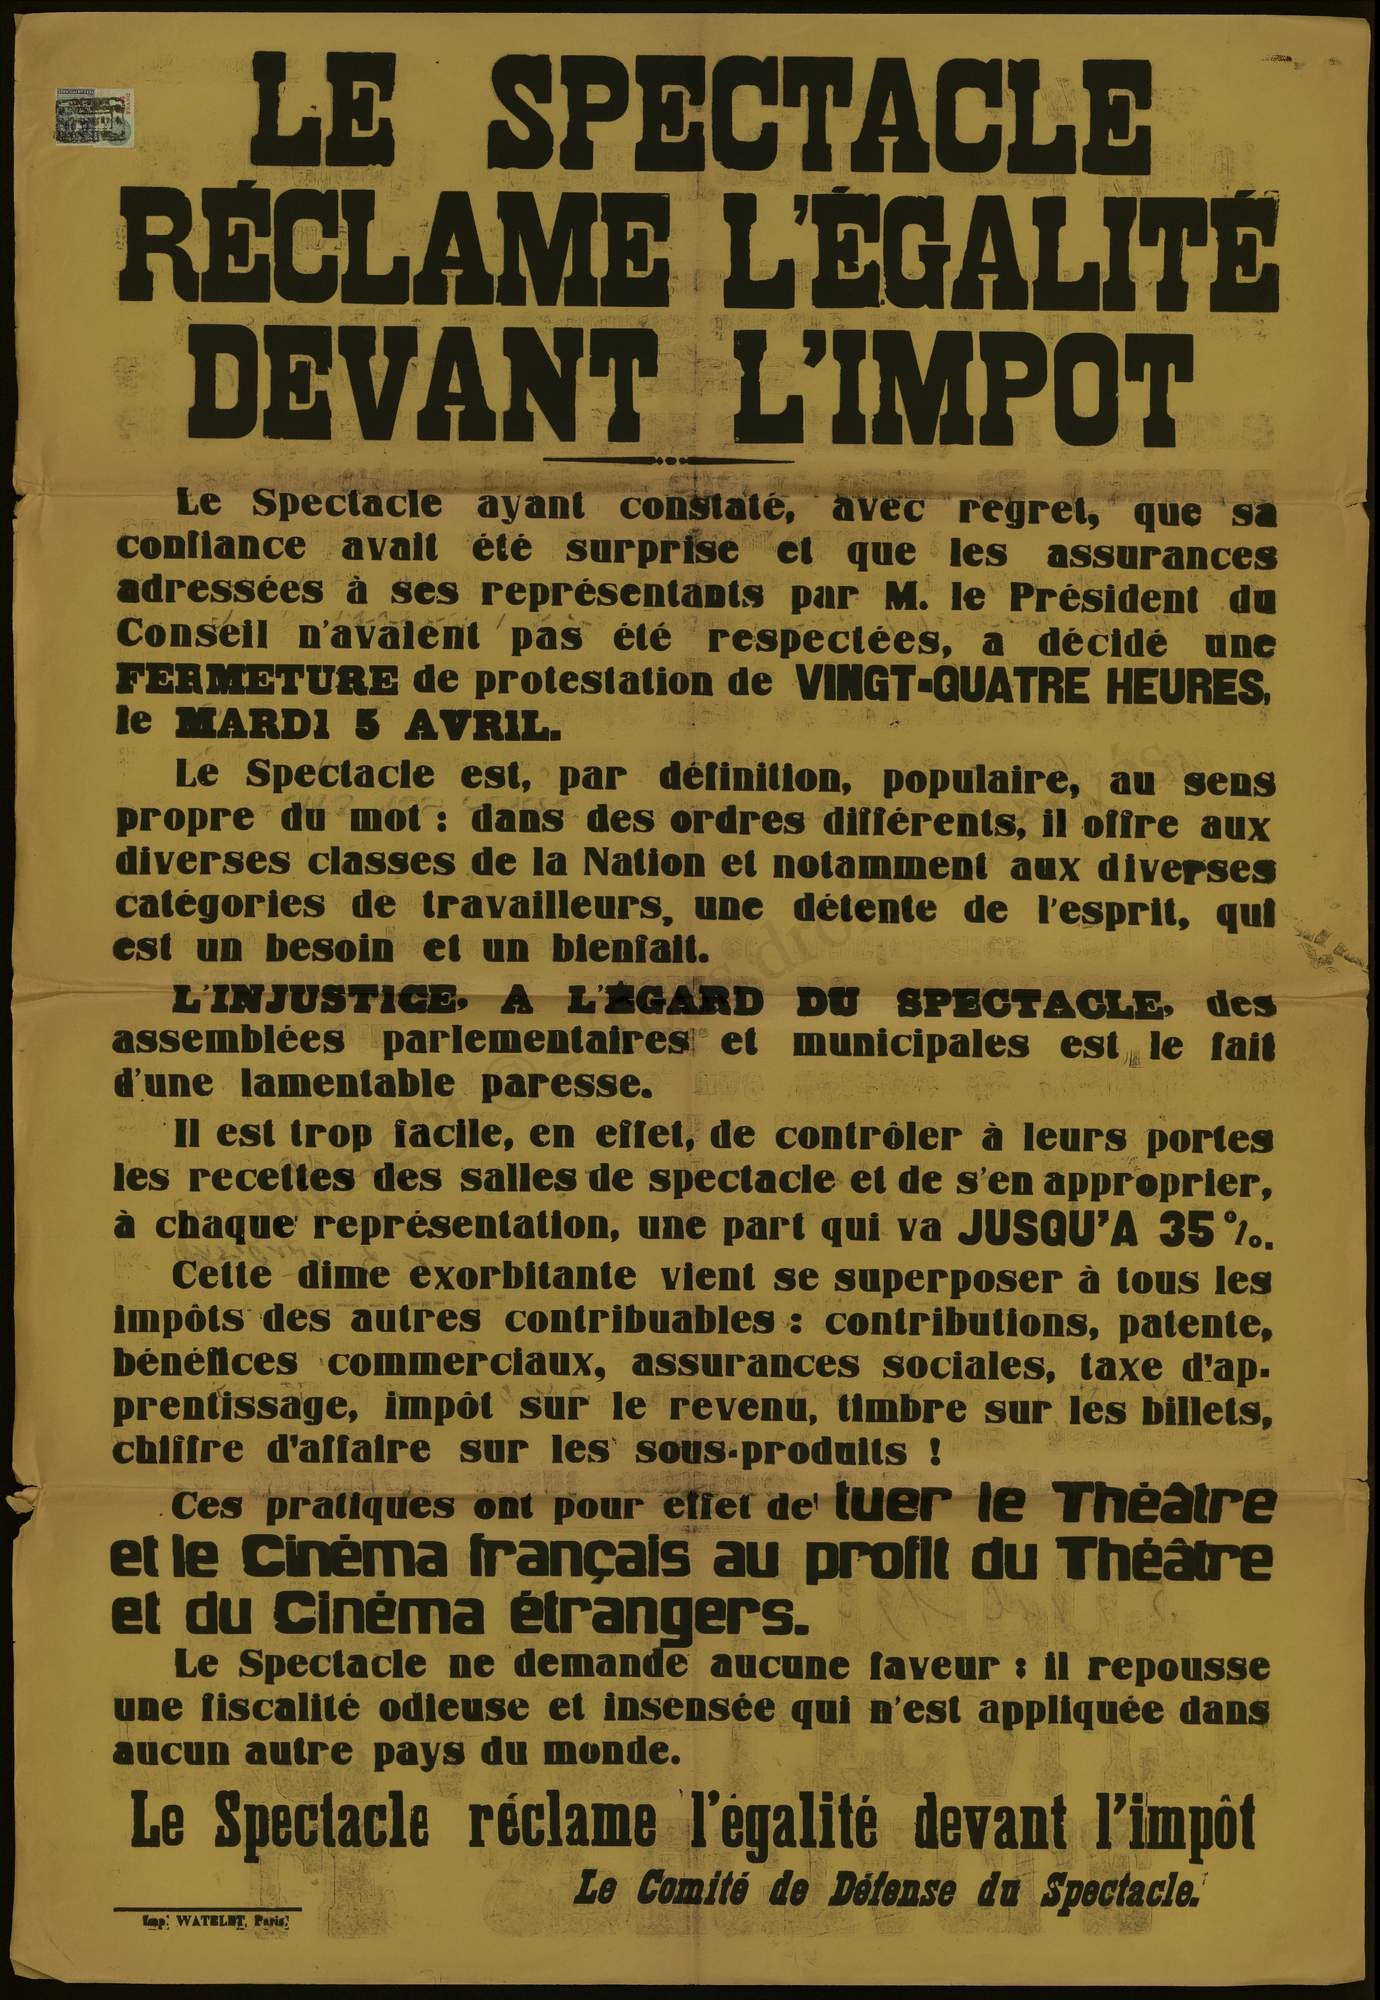 LE SPECTACLE
RÉCLAME L'ÉGALITÉ
DEVANT L'IMPOT
Le Spectacle ayant constaté, avec regret, que sa
confiance avait été surprise et que les assurances
adressées à ses représentants par M. le Président du
Conseil n'avaient pas été respectées, a décidé une
FERMETURE de protestation de VINGT-QUATRE HEURES,
le MARDI 5 AVRIL.
Le Spectacle est, par définition, populaire, au sens
propre du mot : dans des ordres différents, il offre aux
diverses classes de la Nation et notamment aux diverses
catégories de travailleurs, une détente de l'esprit, qui
est un besoin et un bienfait.
L'INJUSTICE, A L'ÉGARD DU SPECTACLE, des
assemblées parlementaires et municipales est le fait
d'une lamentable paresse.
Il est trop facile, en effet, de contrôler à leurs portes
les recettes des salles de spectacle et de s'en approprier,
à chaque représentation, une part qui va JUSQU'A 35 %.
Cette dime exorbitante vient se superposer à tous les
impôts des autres contribuables : contributions, patente,
bénéfices commerciaux, assurances sociales, taxe d'ap-
prentissage, impôt sur le revenu, timbre sur les billets,
chiffre d'affaire sur les sous-produits !
Ces pratiques ont pour effet de tuer le Théâtre
et le Cinéma français au profit du Théâtre
et du Cinéma étrangers.
Le Spectacle ne demande aucune faveur : il repousse
une fiscalité odieuse et insensée qui n'est appliquée dans
aucun autre pays du monde.
Le Spectacle réclame l'égalité devant l'impôt
Le Comité de Défense du Spectacle.
Imp. WATELET, Paris